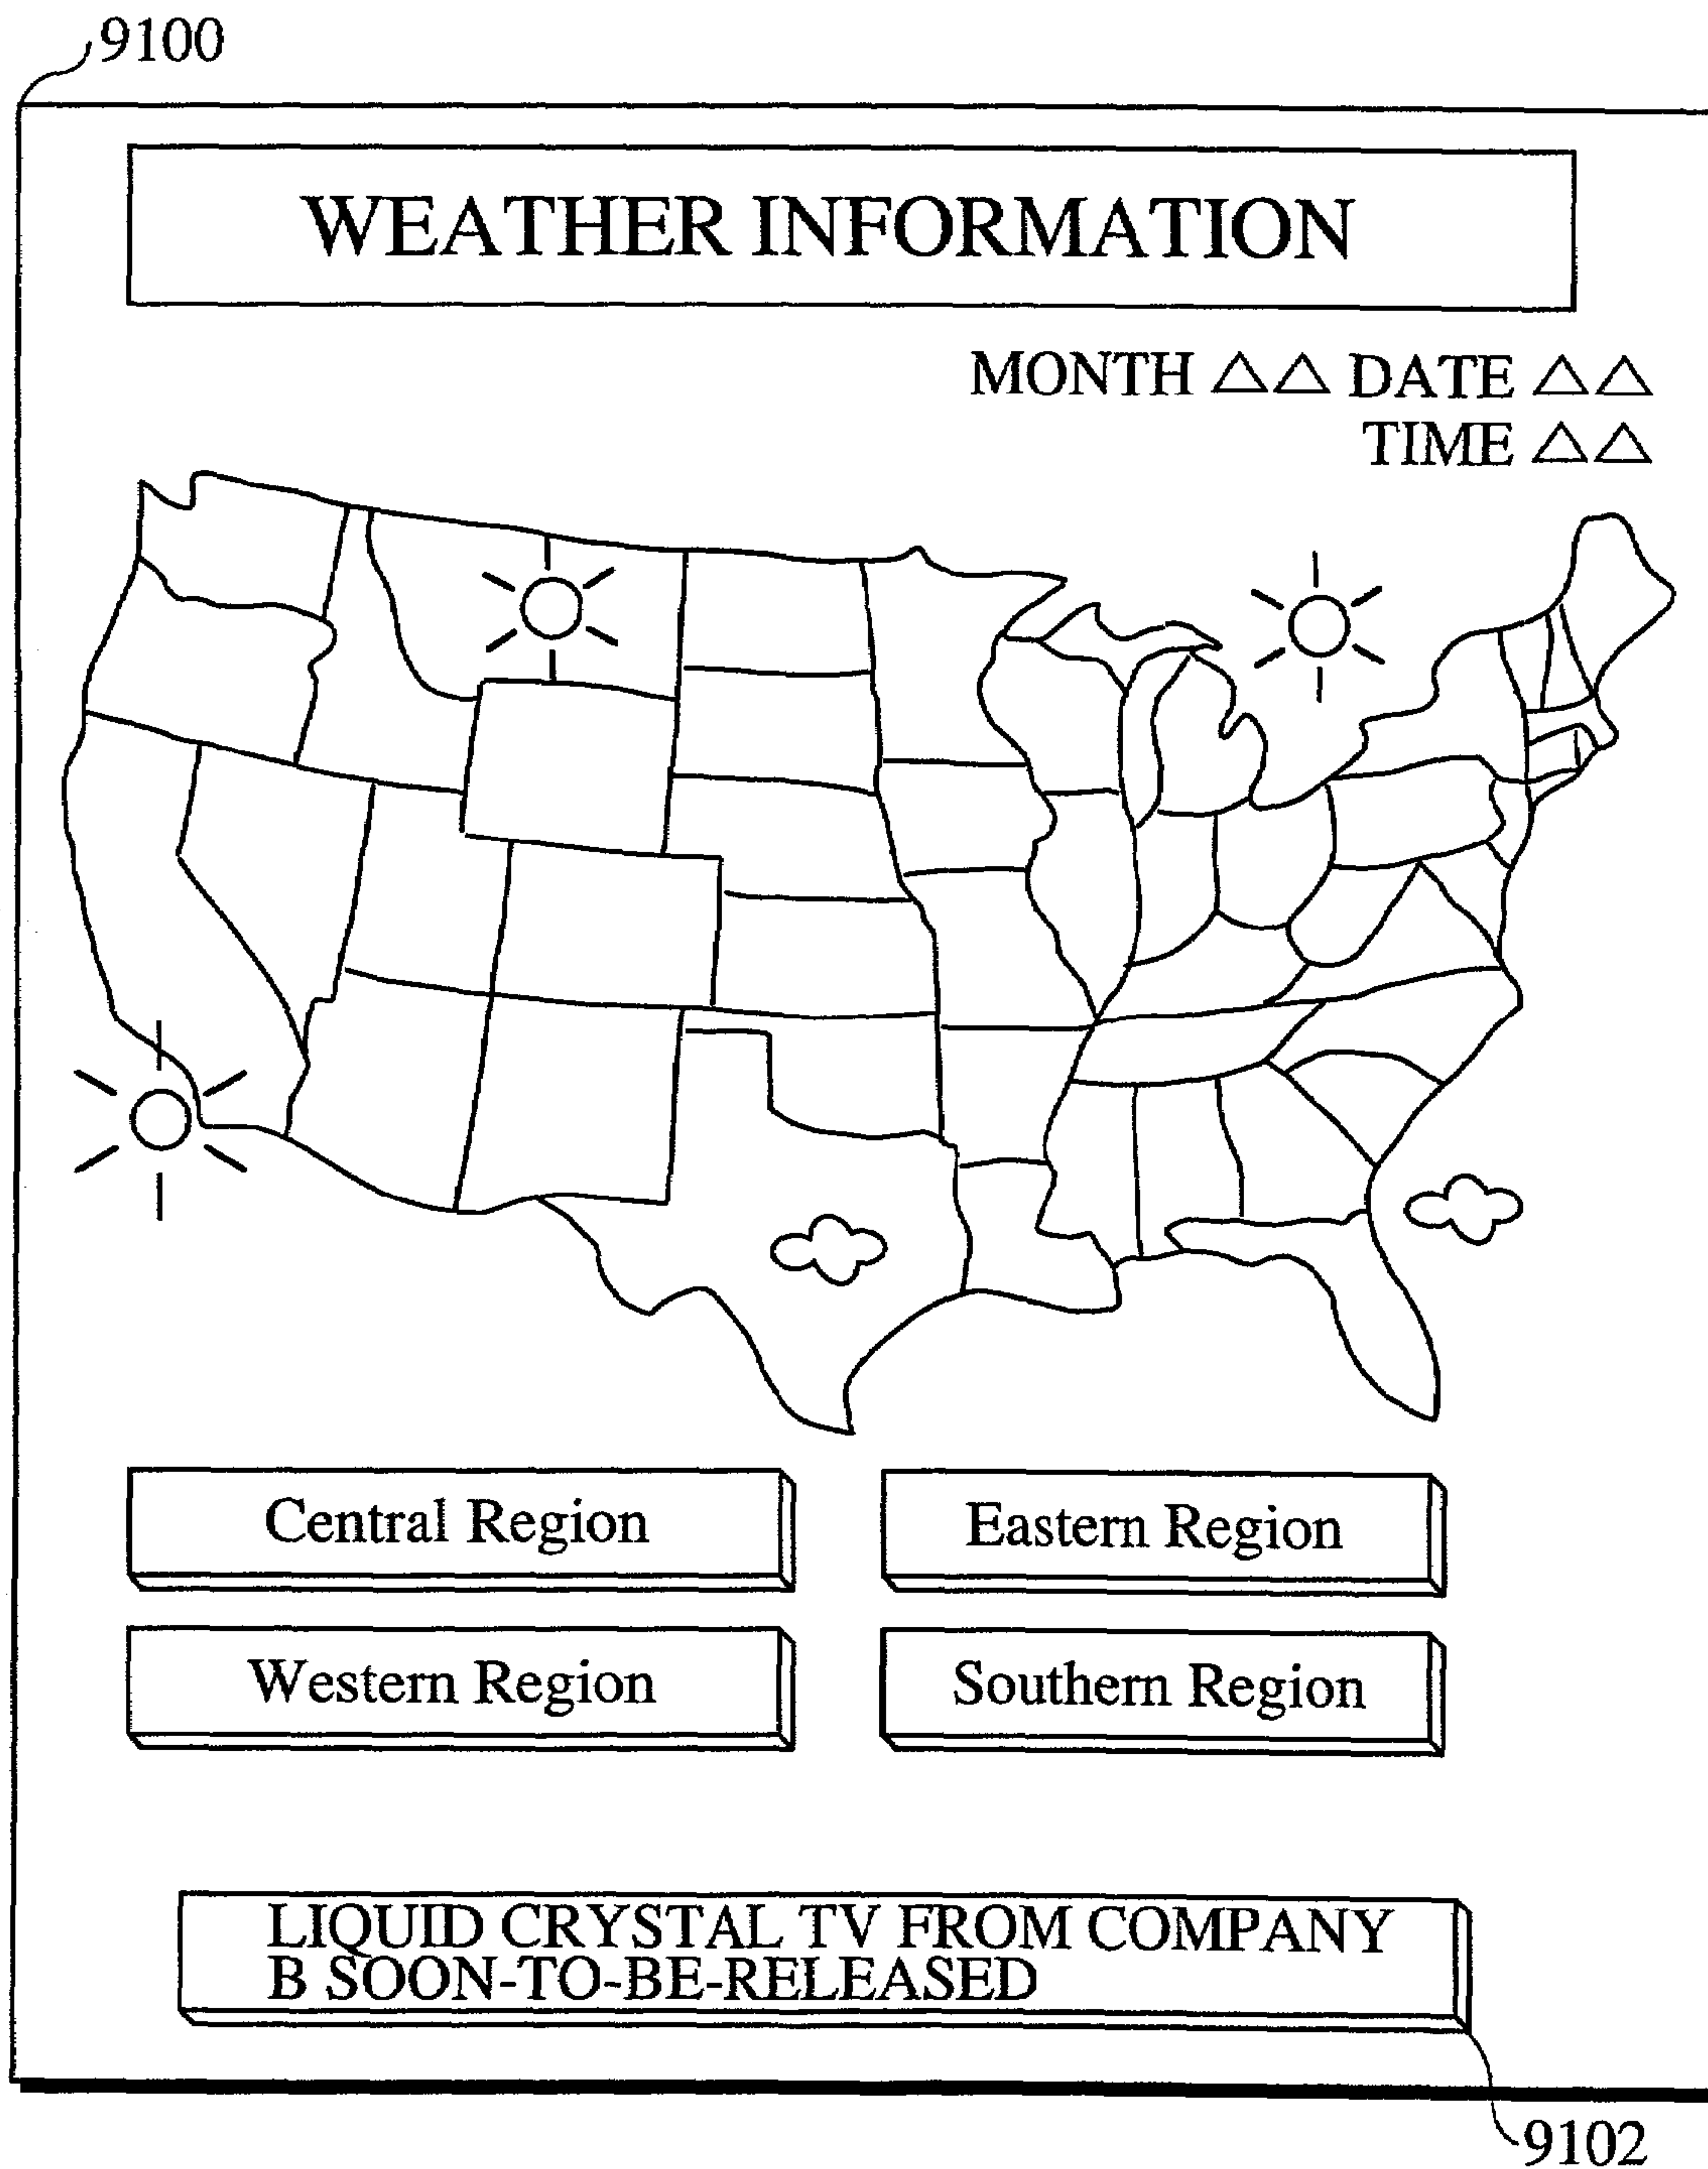 9100
WEATHER INFORMATION
MONTH △△ DATE △△
TIME △△
Central Region
Eastern Region
Western Region
Southern Region
LIQUID CRYSTAL TV FROM COMPANY
B SOON-TO-BE-RELEASED
9102